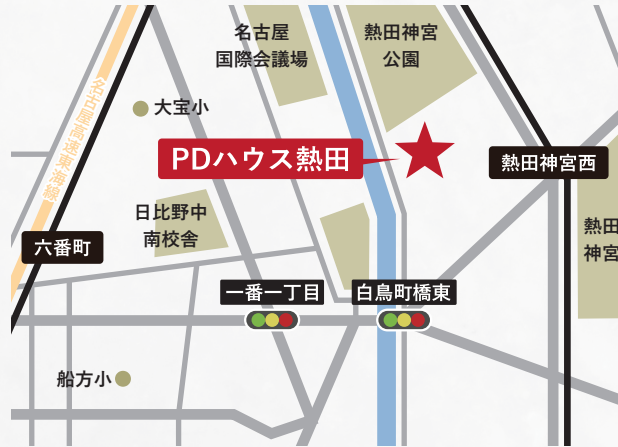 名古屋
国際会議場
熱田神宮
公園
名古屋高速東海線
大宝小
PDハウス熱田
熱田神宮西
日比野中
南校舎
熱田
神宮
六番町
一番一丁目
白鳥町橋東
船方小